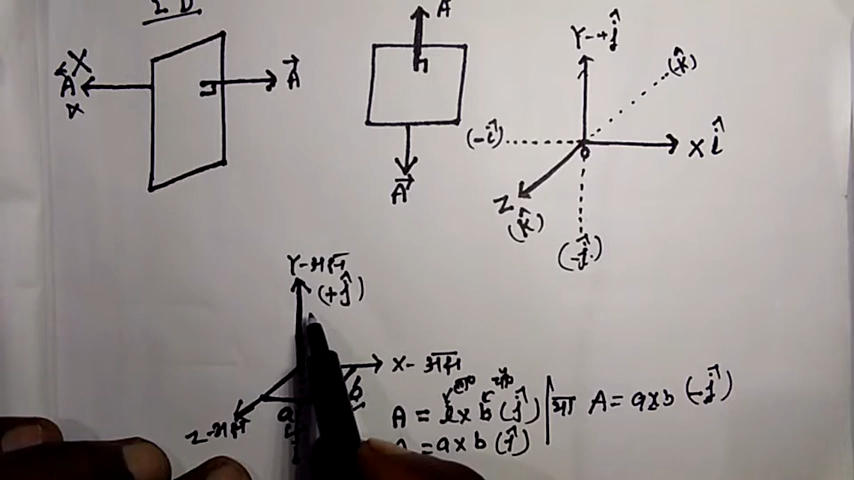 2D
A⃗ X
A⃗
A
A⃗
Y-+ĵ
(k̂)
(-î)
O
X î
Z
(k̂)
(-ĵ)
Y-अक्ष
(+ĵ)
X-अक्ष
Z-अक्ष
a
b
A = l×b(ĵ)
A = a×b(ĵ)
या A = a×b(-ĵ)